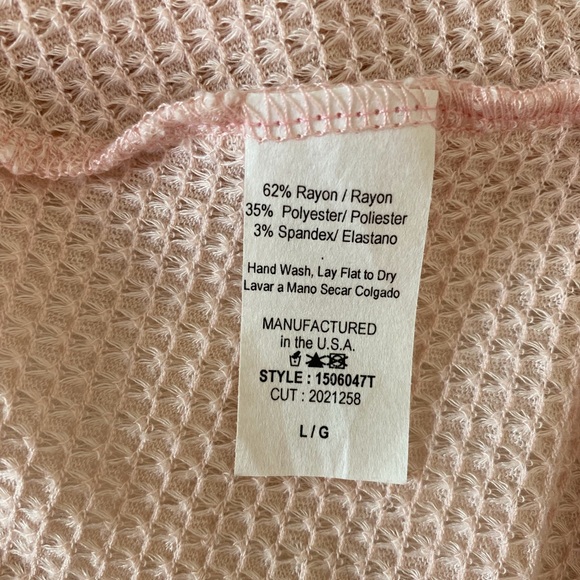 62% Rayon / Rayon
35% Polyester/ Poliester
3% Spandex/ Elastano
.
Hand Wash, Lay Flat to Dry
Lavar a Mano Secar Colgado
MANUFACTURED
in the U.S.A.
STYLE : 1506047T
CUT : 2021258
L / G